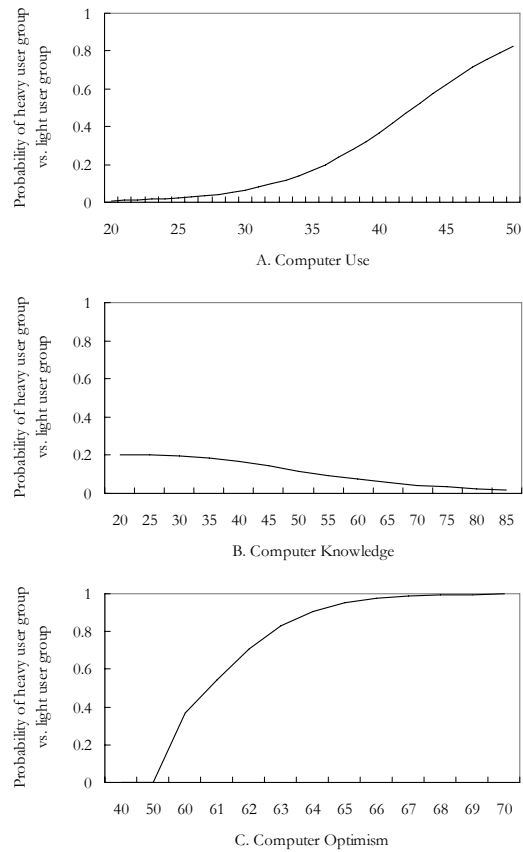 Probability of heavy user group
vs. light user group
1
0.8
0.6
0.4
0.2
0
20 25 30 35 40 45 50
A. Computer Use
Probability of heavy user group
vs. light user group
1
0.8
0.6
0.4
0.2
0
20 25 30 35 40 45 50 55 60 65 70 75 80 85
B. Computer Knowledge
Probability of heavy user group
vs. light user group
1
0.8
0.6
0.4
0.2
0
40 50 60 61 62 63 64 65 66 67 68 69 70
C. Computer Optimism